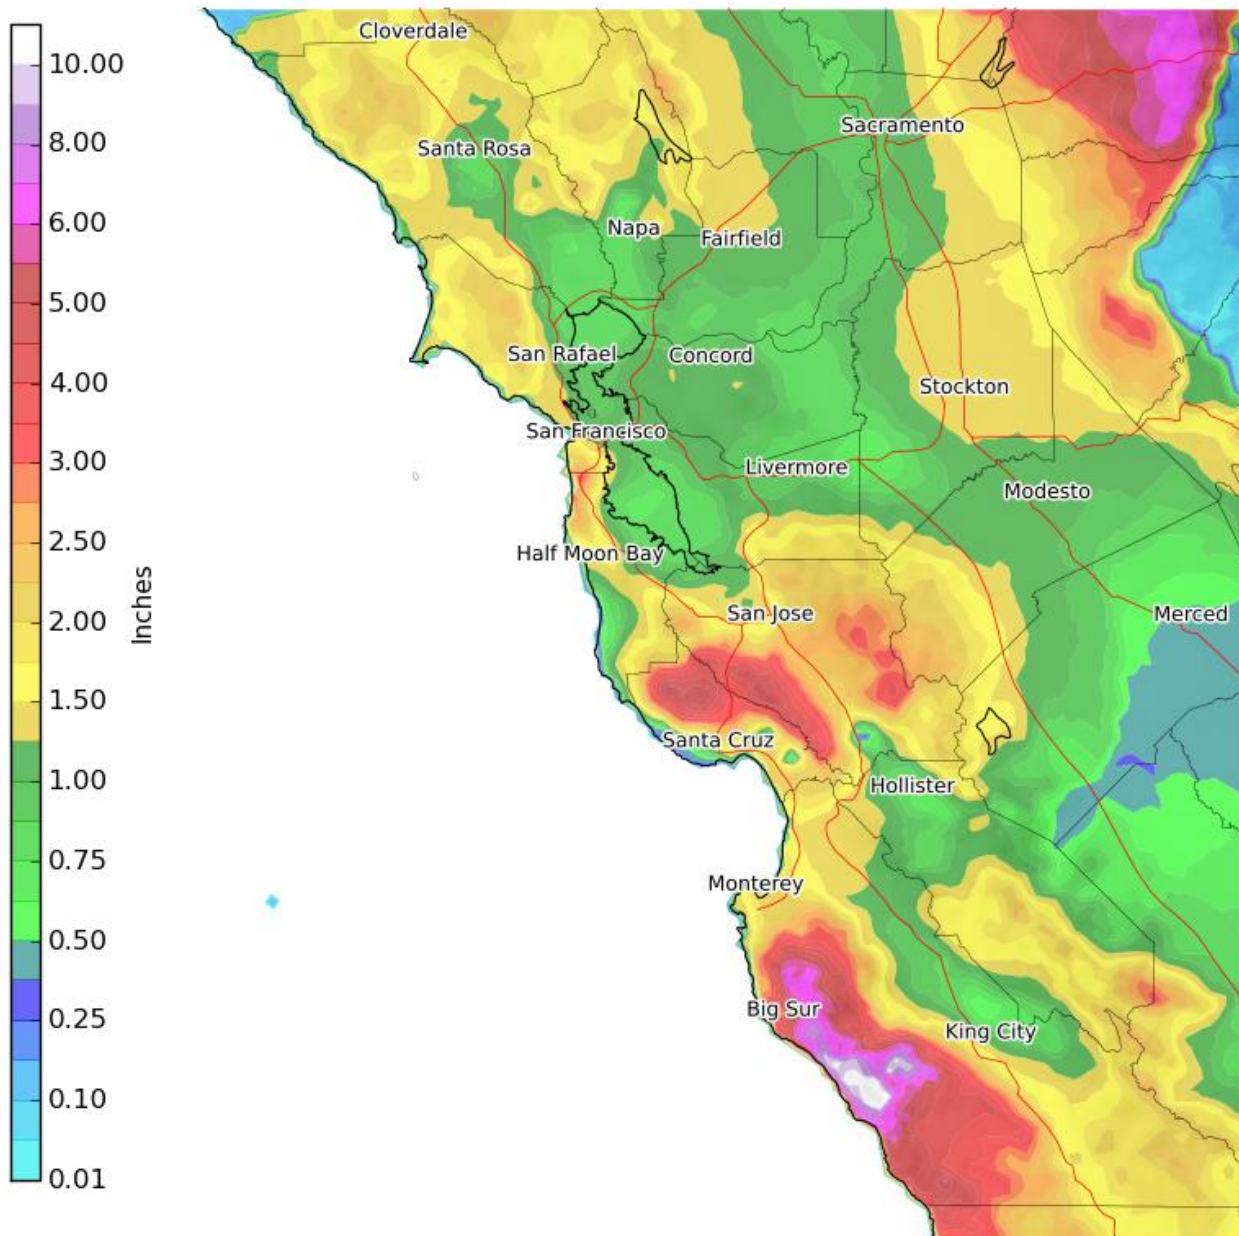 10.00
8.00
6.00
5.00
4.00
3.00
2.50
2.00
1.50
1.00
0.75
0.50
0.25
0.10
0.01
Inches
Cloverdale
Sacramento
Santa Rosa
Napa
Fairfield
San Rafael
Concord
Stockton
San Francisco
Livermore
Modesto
Half Moon Bay
San Jose
Merced
Santa Cruz
Hollister
Monterey
Big Sur
King City